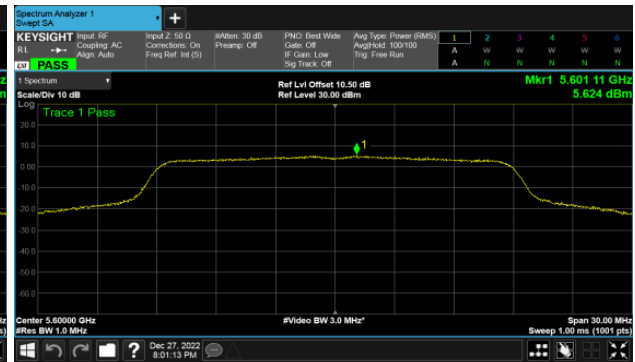 Spectrum Analyzer 1
Swept SA
+
KEYSIGHT
RL
EXI PASS
Input: RF
Coupling: AC
Align: Auto
Input Z: 50 Ω
Corrections: On
Freq Ref: Int (S)
#Atten: 30 dB
Preamp: Off
PNO: Best Wide
Gate: Off
IF Gain: Low
Sig Track: Off
Avg Type: Power (RMS)
Avg|Hold: 100/100
Trig: Free Run
1 2 3 4 5 6
A W W W W W
A N N N N N
1 Spectrum
Scale/Div 10 dB
Ref Lvl Offset 10.50 dB
Ref Level 30.00 dBm
Mkr1 5.601 11 GHz
5.624 dBm
Log
Trace 1 Pass
20.0
10.0
0.00
-10.0
-20.0
-30.0
-40.0
-50.0
-60.0
1
Center 5.60000 GHz
#Res BW 1.0 MHz
#Video BW 3.0 MHz*
Span 30.00 MHz
Sweep 1.00 ms (1001 pts)
?
Dec 27, 2022
8:01:13 PM